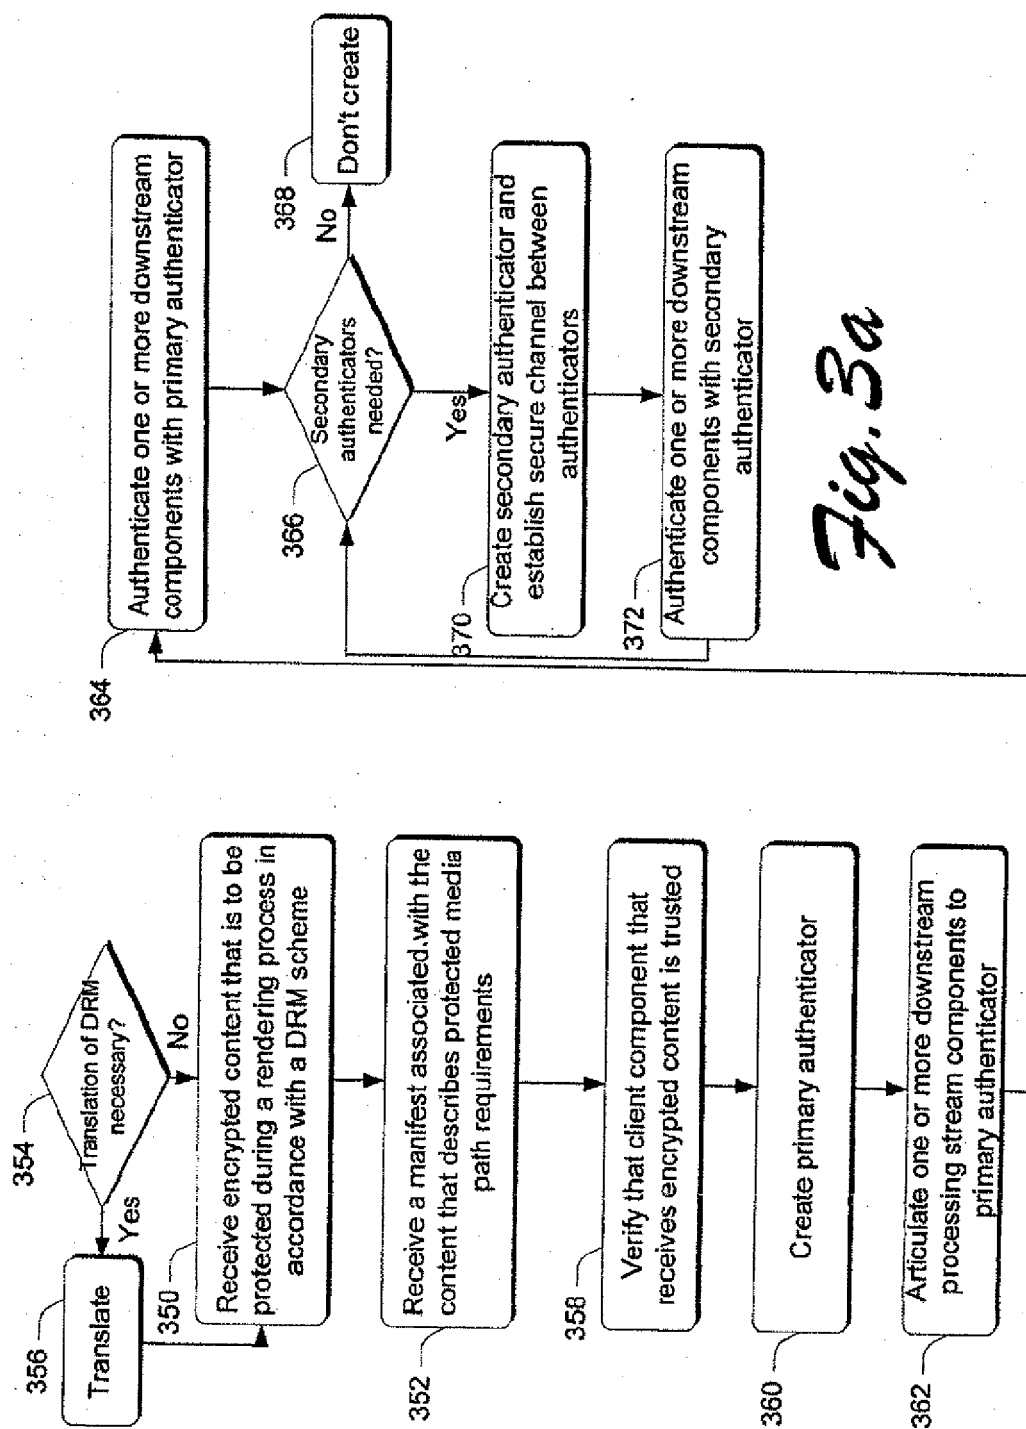 354
Translation of DRM
necessary?
Yes
No
356
Translate
350
Receive encrypted content that is to be
protected during a rendering process in
accordance with a DRM scheme
352
Receive a manifest associated.with the
content that describes protected media
path requirements
358
Verify that client component that
receives encrypted content is trusted
360
Create primary authenticator
362
Articulate one or more downstream
processing stream components to
primary authenticator
364
Authenticate one or more downstream
components with primary authenticator
366
Secondary
authenticators
needed?
No
368
Don't create
Yes
370
Create secondary authenticator and
establish secure channel between
authenticators
372
Authenticate one or more downstream
components with secondary
authenticator
Fig. 3a